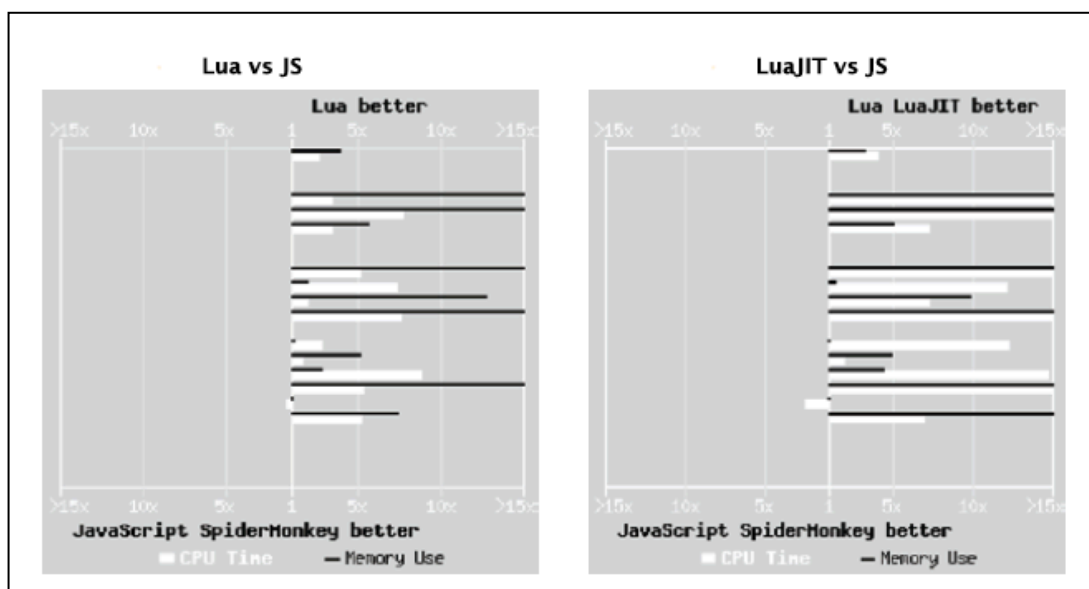 Lua vs JS
Lua better
>15x 10x 5x 1 5x 10x >15x
>15x 10x 5x 1 5x 10x >15x
JavaScript SpiderMonkey better
CPU Time Memory Use
LuaJIT vs JS
Lua LuaJIT better
>15x 10x 5x 1 5x 10x >15x
>15x 10x 5x 1 5x 10x >15x
JavaScript SpiderMonkey better
CPU Time Memory Use